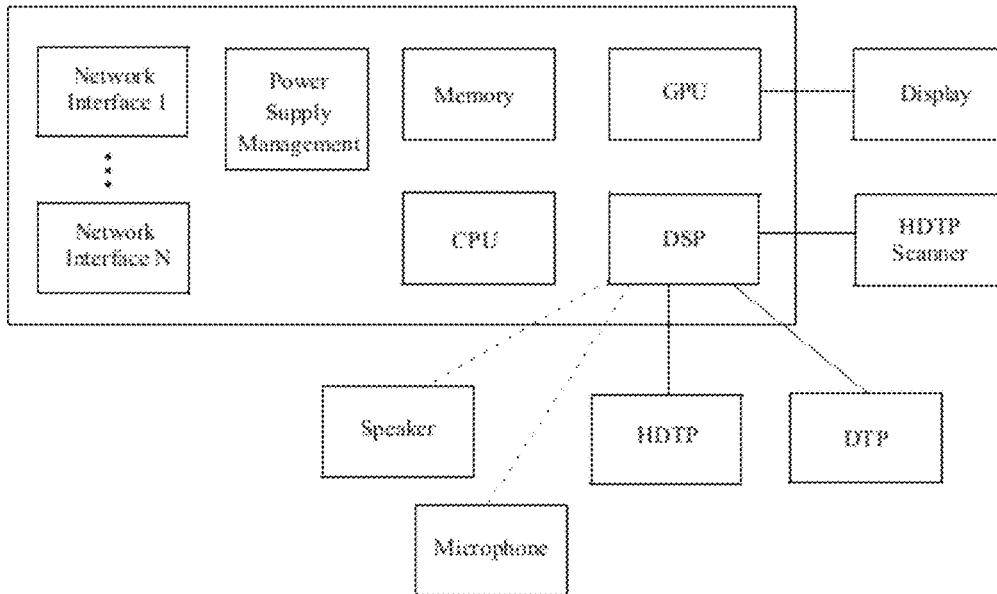 Network
Interface 1
Power
Supply
Management
Memory
GPU
Display
Network
Interface N
CPU
DSP
HDTP
Scanner
Speaker
HDTP
DTP
Microphone